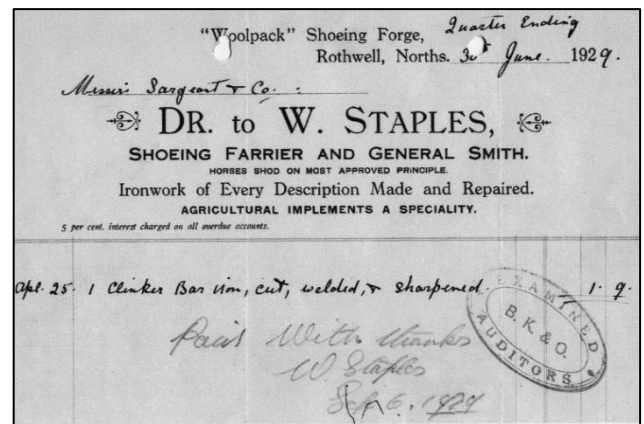 Quarter Ending
"Woolpack" Shoeing Forge,
Rothwell, Norths. 30th June. 1929.
Messrs Sargeant & Co. :
DR. to W. STAPLES,
SHOEING FARRIER AND GENERAL SMITH.
HORSES SHOD ON MOST APPROVED PRINCIPLE.
Ironwork of Every Description Made and Repaired.
AGRICULTURAL IMPLEMENTS A SPECIALITY.
5 per cent. interest charged on all overdue accounts.
Apl. 25. 1 Clinker Bar iron, cut, welded, & sharpened. 1. 9.
EXAMINED
B. K. & O.
AUDITORS
Paid With thanks
W. Staples
Sep. 6. 1929